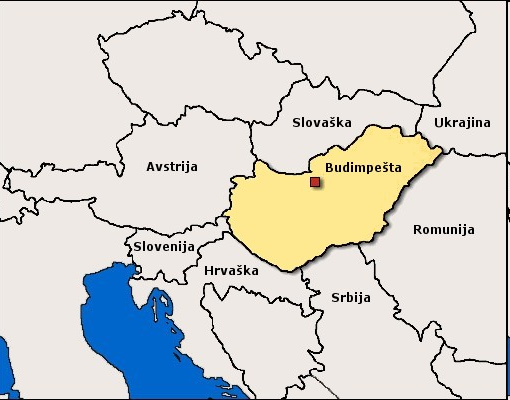 Slovaška
Ukrajina
Avstrija
Budimpešta
Romunija
Slovenija
Hrvaška
Srbija